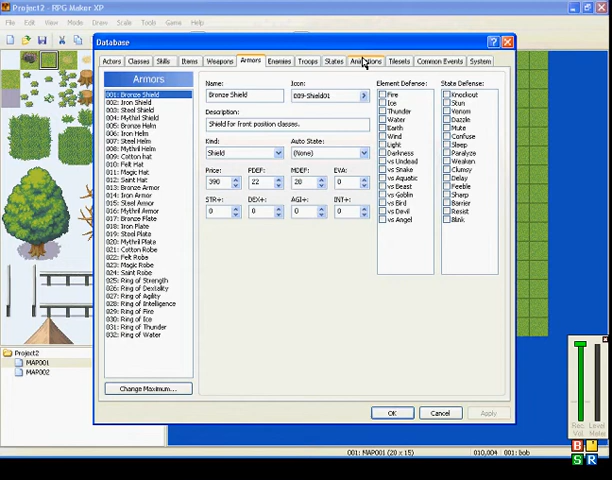 Project2 - RPG Maker XP
File Edit View Mode Draw Scale Tools Game Help
Database
Actors Classes Skills Items Weapons Armors Enemies Troops States Animations Tilesets Common Events System
Armors
001: Bronze Shield
002: Iron Shield
003: Steel Shield
004: Mythril Shield
005: Bronze Helm
006: Iron Helm
007: Steel Helm
008: Mythril Helm
009: Cotton hat
010: Felt Hat
011: Magic Hat
012: Saint Hat
013: Bronze Armor
014: Iron Armor
015: Steel Armor
016: Mythril Armor
017: Bronze Plate
018: Iron Plate
019: Steel Plate
020: Mythril Plate
021: Cotton Robe
022: Felt Robe
023: Magic Robe
024: Saint Robe
025: Ring of Strength
026: Ring of Dexterity
027: Ring of Agility
028: Ring of Intelligence
029: Ring of Fire
030: Ring of Ice
031: Ring of Thunder
032: Ring of Water
Change Maximum...
Name: Icon:
Bronze Shield 009-Shield01
Description:
Shield for front position classes.
Kind: Auto State:
Shield (None)
Price: PDEF: MDEF: EVA:
390 22 20 0
STR+: DEX+: AGI+: INT+:
0 0 0 0
Element Defense:
Fire
Ice
Thunder
Water
Earth
Wind
Light
Darkness
vs Undead
vs Snake
vs Aquatic
vs Beast
vs Goblin
vs Bird
vs Devil
vs Angel
State Defense:
Knockout
Stun
Venom
Dazzle
Mute
Confuse
Sleep
Paralyze
Weaken
Clumsy
Delay
Feeble
Sharp
Barrier
Resist
Blink
OK Cancel Apply
Project2
MAP001
MAP002
001: MAP001 (20 x 15) 010,004 001: bob
Rec Vol
Level Meter
B
S R